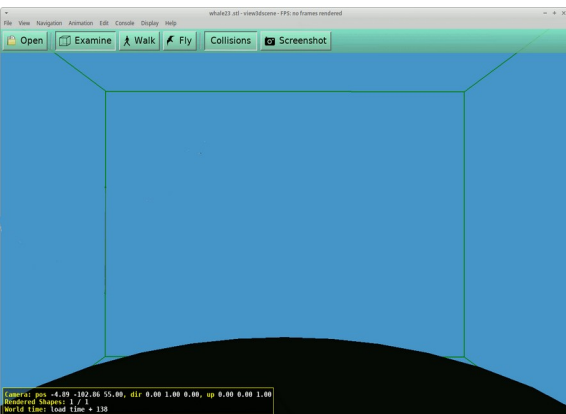 whale23.stl - view3dscene - FPS: no frames rendered
File View Navigation Animation Edit Console Display Help
Open Examine Walk Fly Collisions Screenshot
Camera: pos -4.89 -102.86 55.00, dir 0.00 1.00 0.00, up 0.00 0.00 1.00
Rendered Shapes: 1 / 1
World time: load time + 138